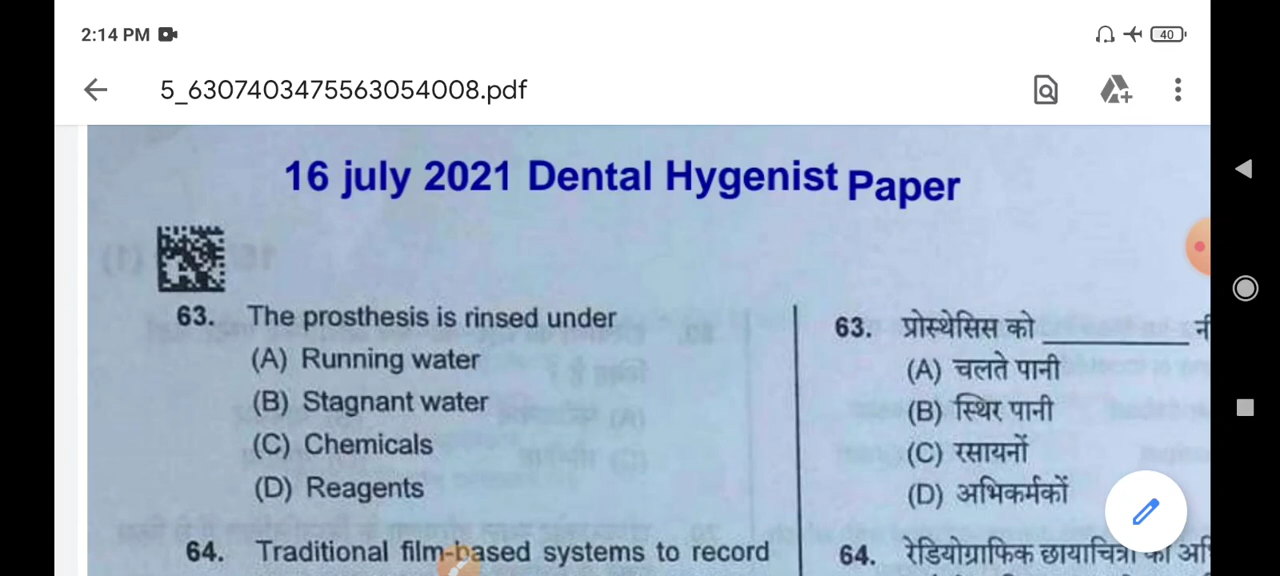 2:14 PM
40
5_6307403475563054008.pdf
16 july 2021 Dental Hygenist Paper
63. The prosthesis is rinsed under
(A) Running water
(B) Stagnant water
(C) Chemicals
(D) Reagents
64. Traditional film-based systems to record
63. प्रोस्थेसिस को ________ नी
(A) चलते पानी
(B) स्थिर पानी
(C) रसायनों
(D) अभिकर्मकों
64. रेडियोग्राफिक छायाचित्रों को